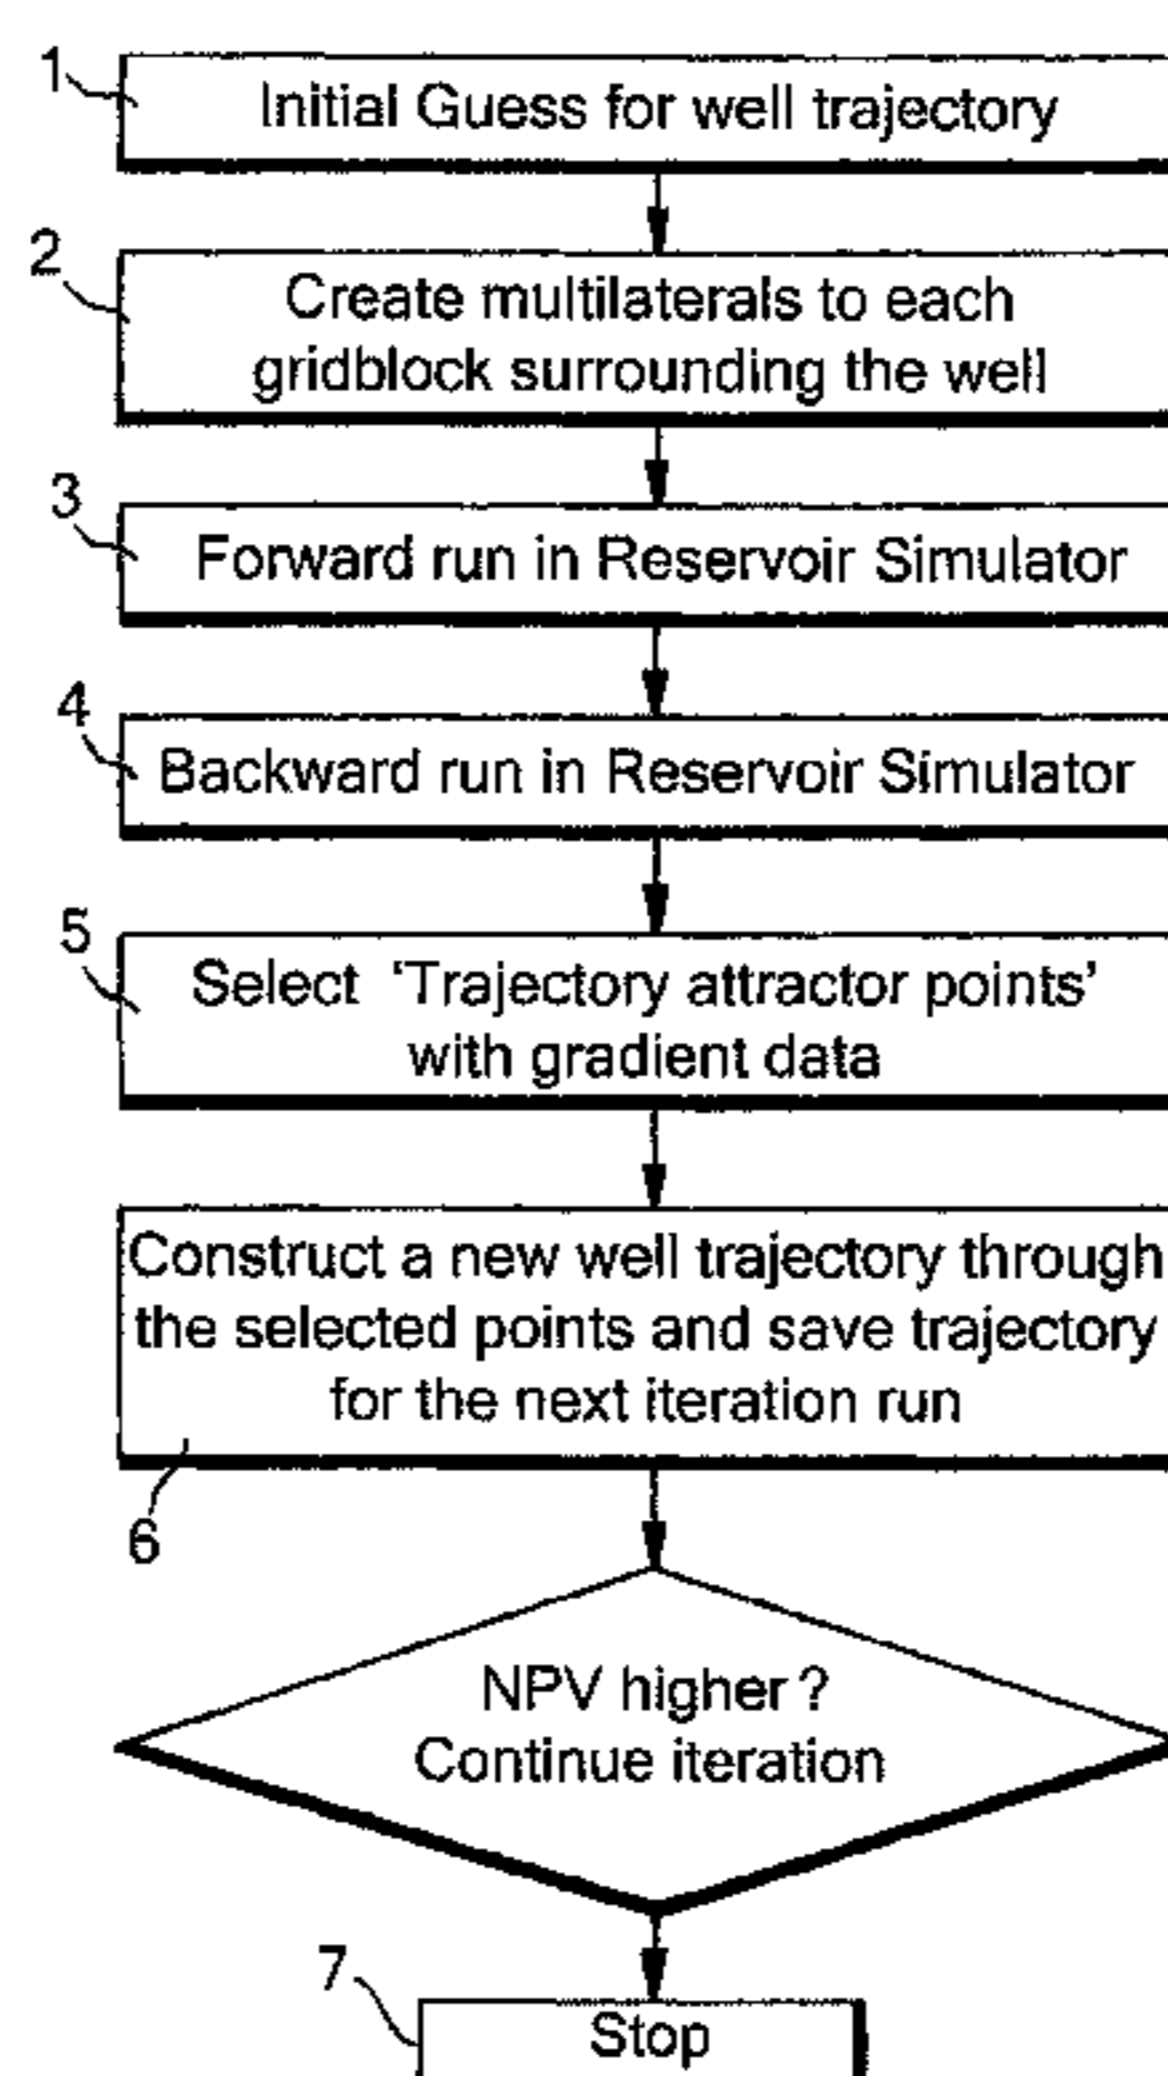 1
Initial Guess for well trajectory
2
Create multilaterals to each
gridblock surrounding the well
3
Forward run in Reservoir Simulator
4
Backward run in Reservoir Simulator
5
Select 'Trajectory attractor points'
with gradient data
Construct a new well trajectory through
the selected points and save trajectory
for the next iteration run
6
NPV higher ?
Continue iteration
7
Stop